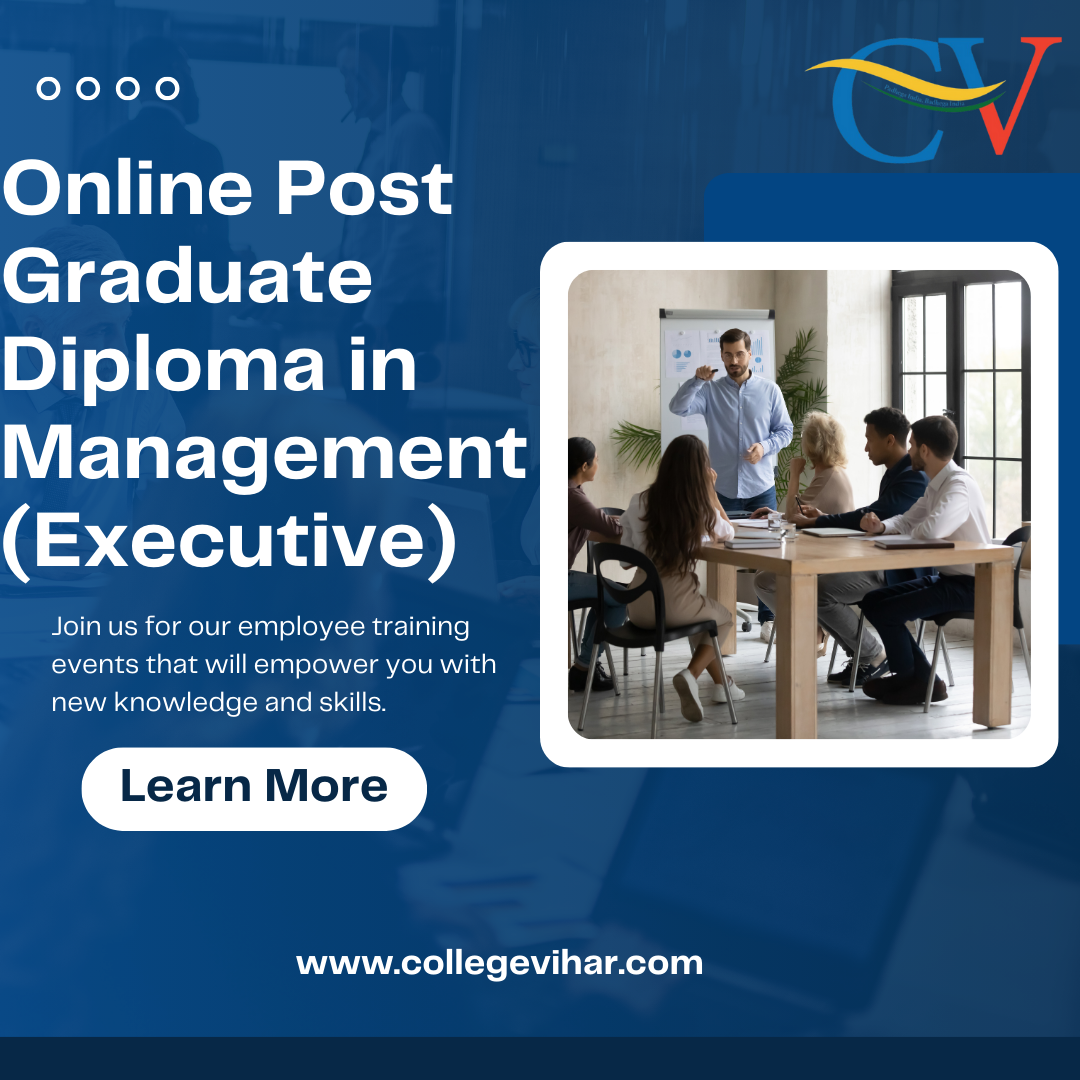 CV
Online Post
Graduate
Diploma in
Management
(Executive)
Join us for our employee training
events that will empower you with
new knowledge and skills.
Learn More
www.collegevihar.com